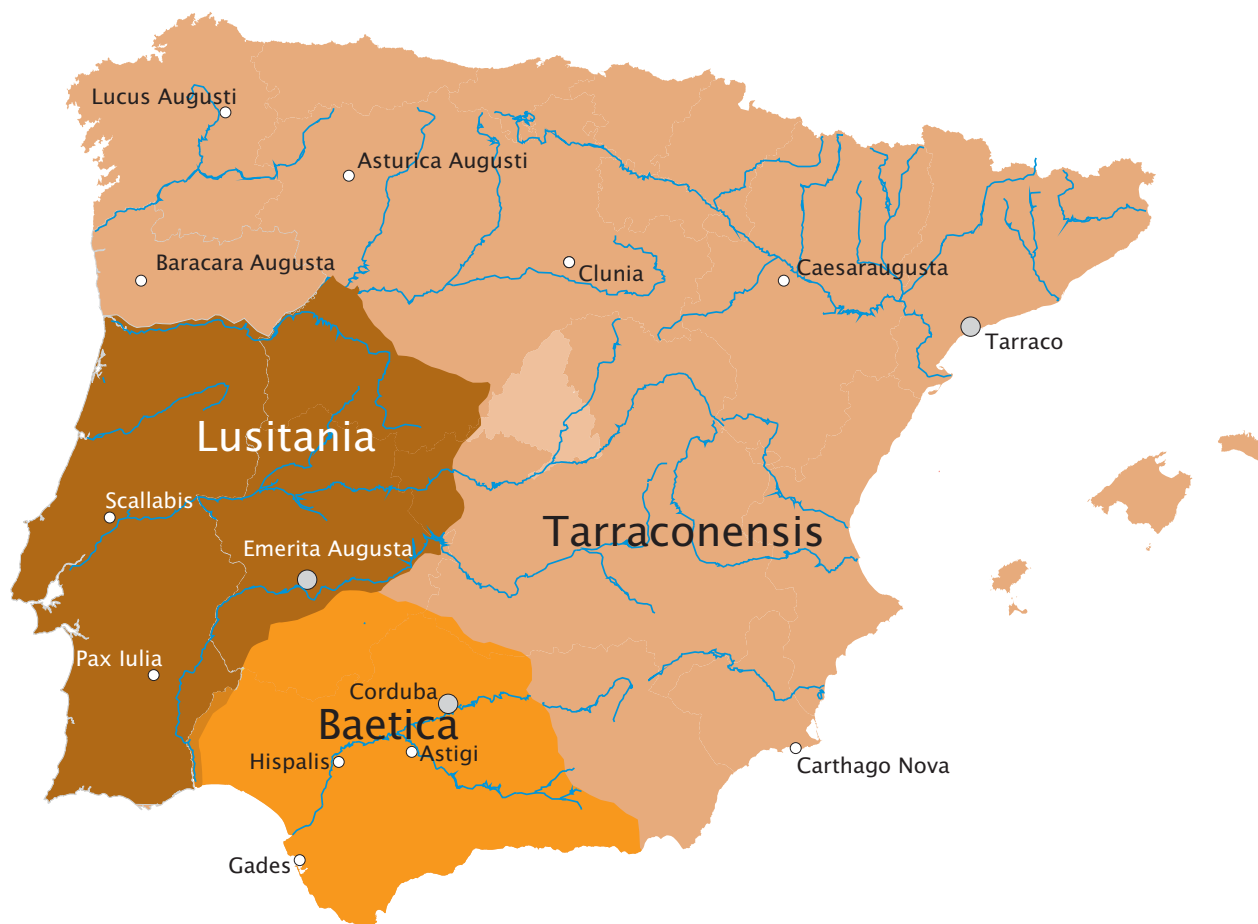 Lucus Augusti
Asturica Augusti
Baracara Augusta
Clunia
Caesaraugusta
Tarraco
Lusitania
Scallabis
Tarraconensis
Emerita Augusta
Pax Iulia
Corduba
Baetica
Astigi
Hispalis
Carthago Nova
Gades